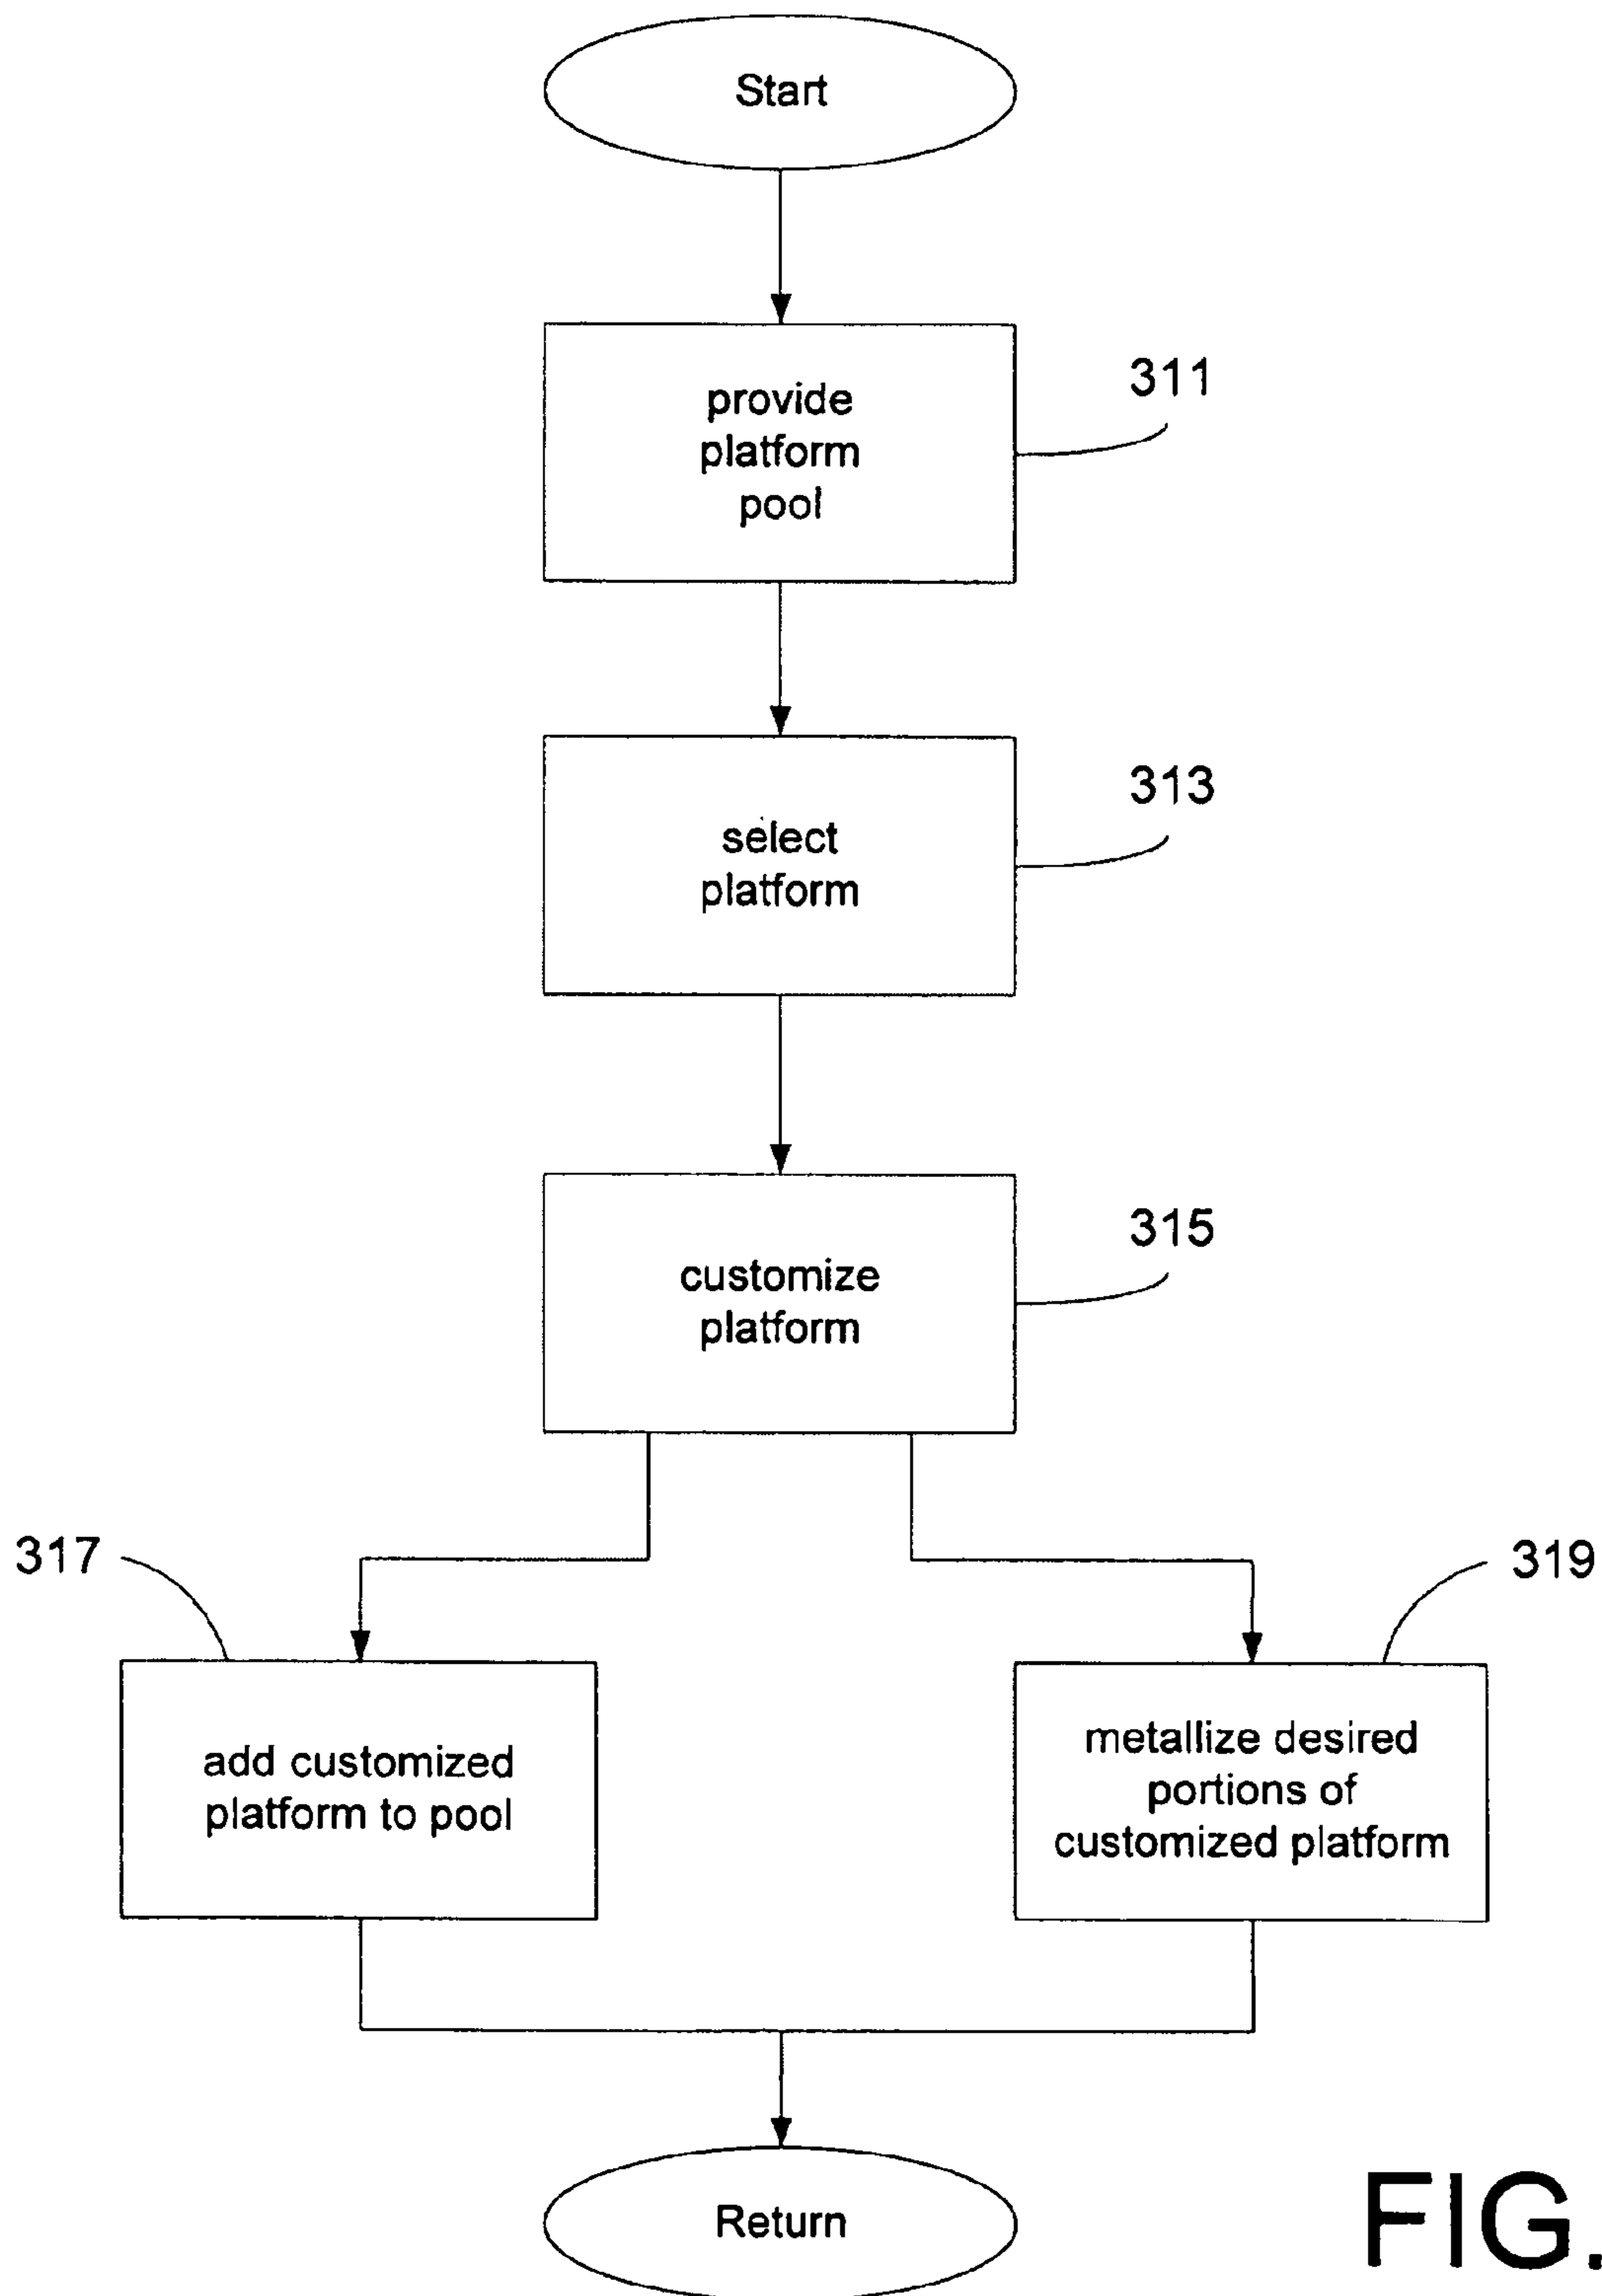 Start
provide
platform
pool
311
select
platform
313
customize
platform
315
317
319
add customized
platform to pool
metallize desired
portions of
customized platform
Return
FIG.